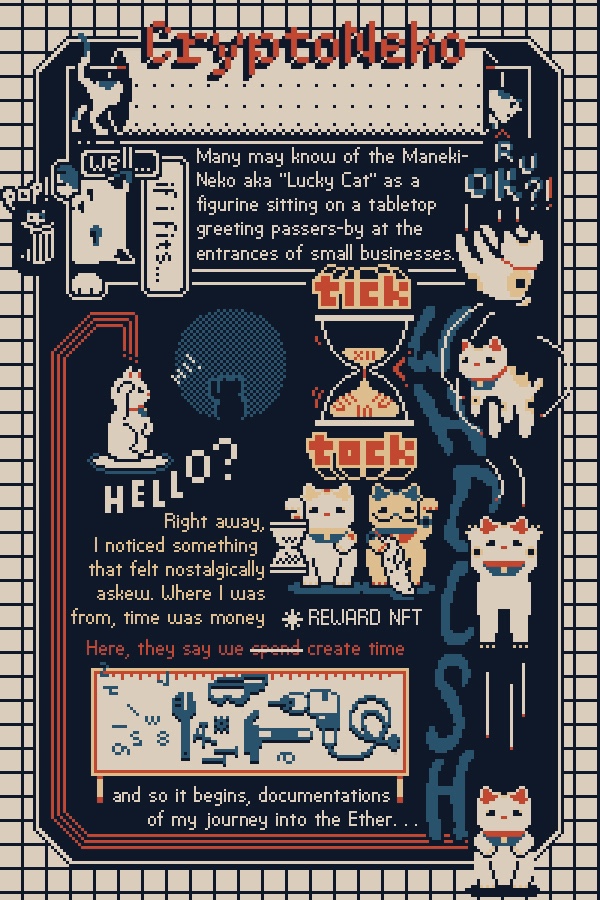 CryptoNeko
Many may know of the Maneki-
Neko aka "Lucky Cat" as a
figurine sitting on a tabletop
greeting passers-by at the
entrances of small businesses.
well...
if i fits...
R U
OK?!
tick
XII
tock
HELLO?
Right away,
I noticed something
that felt nostalgically
askew. Where I was
from, time was money
REWARD NFT
Here, they say we spend create time
and so it begins, documentations
of my journey into the Ether...